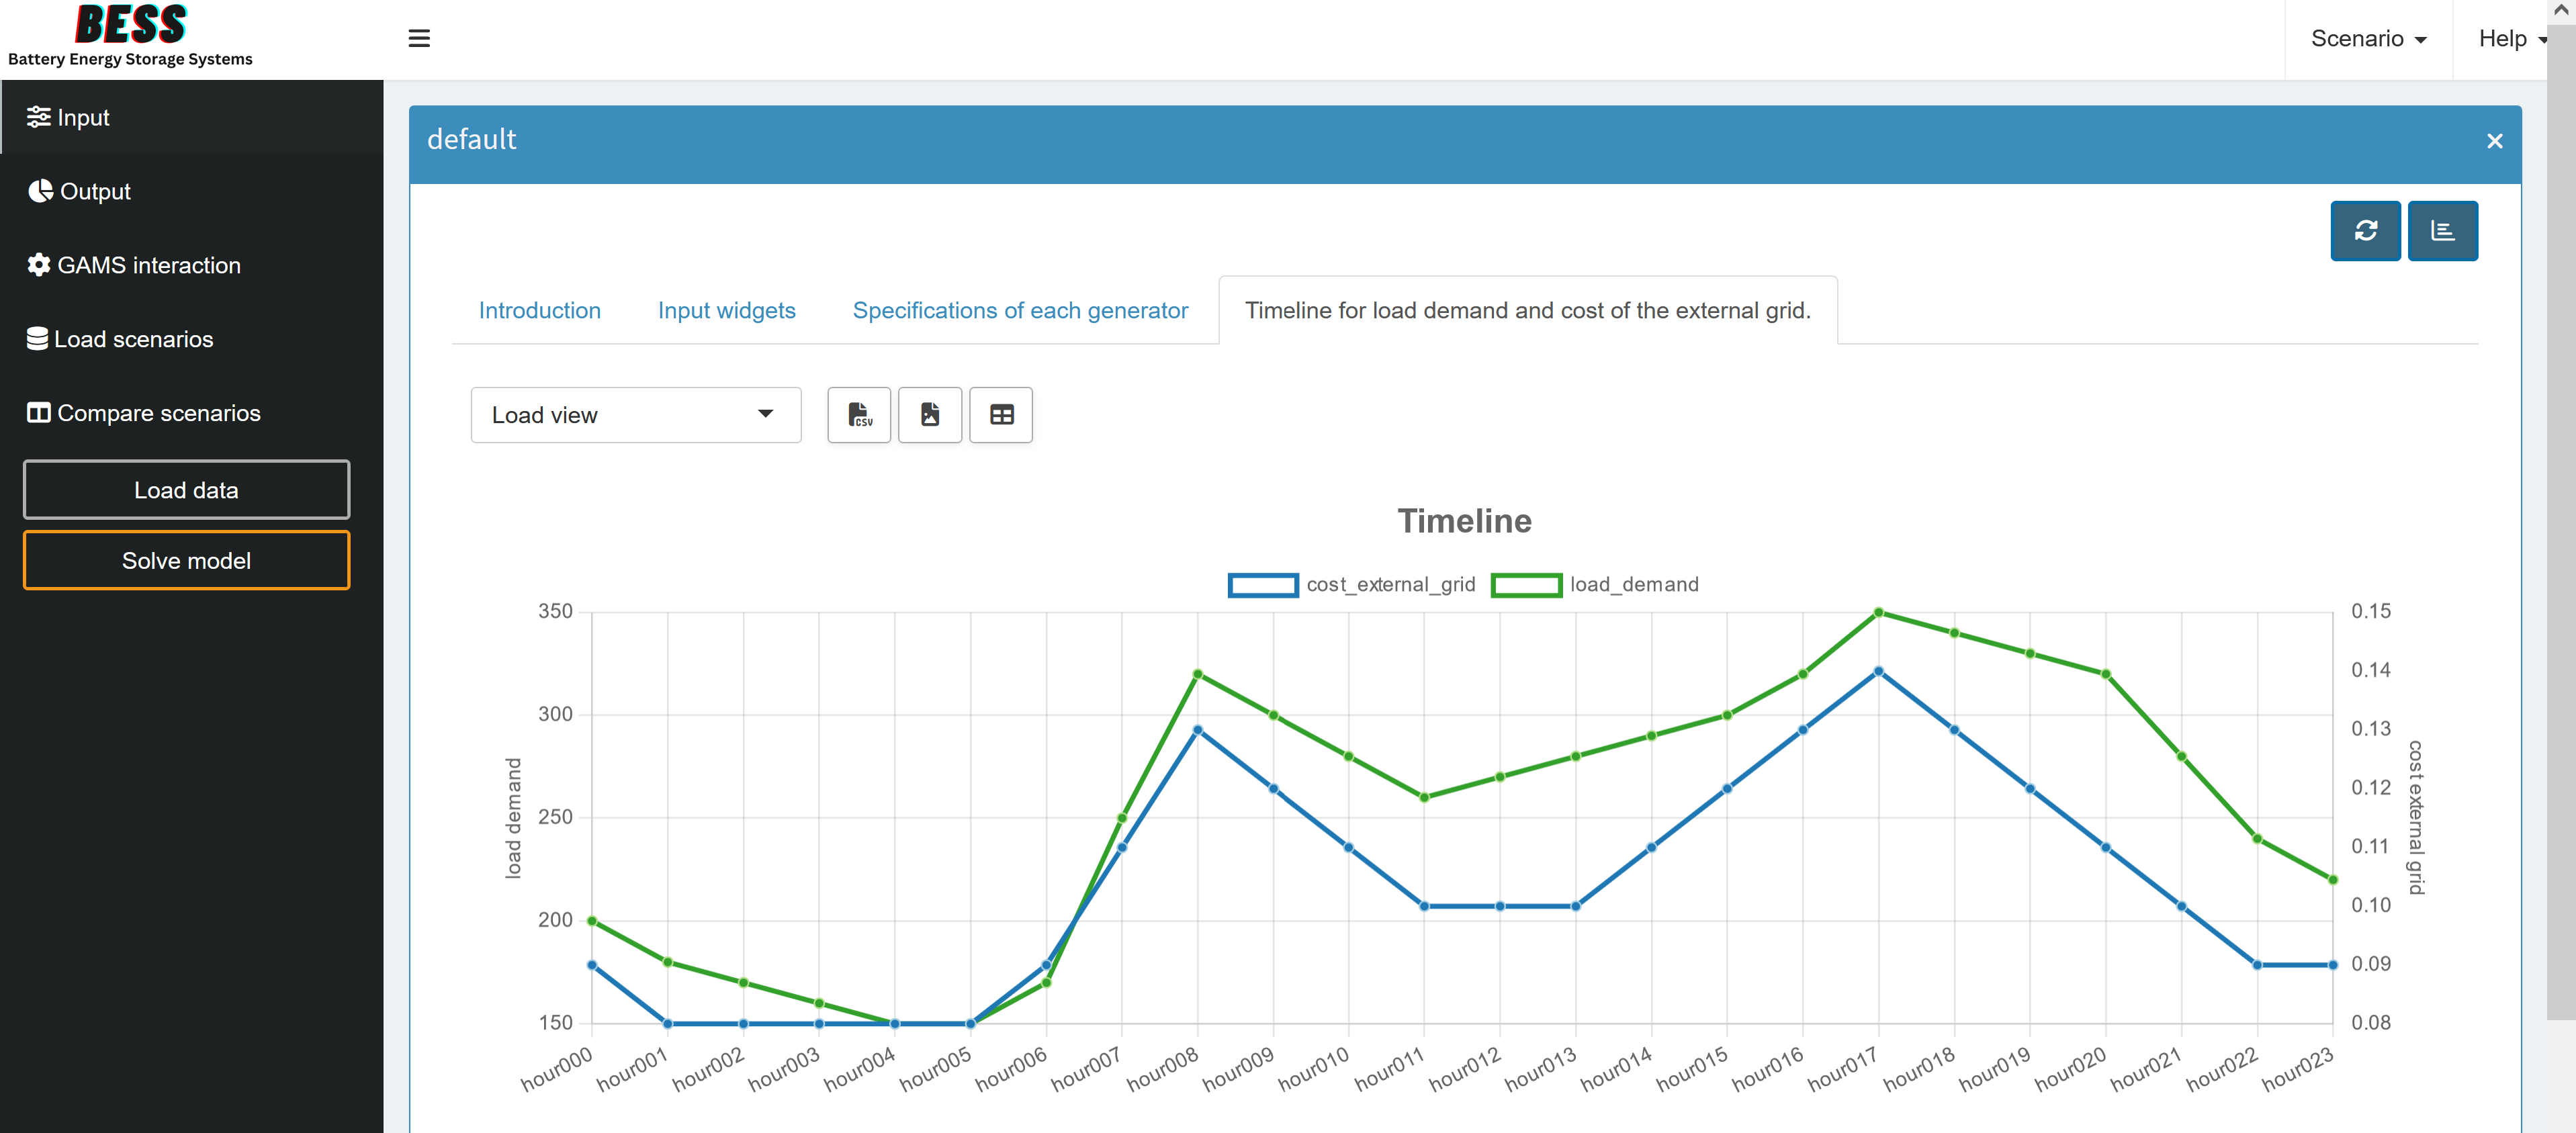 BESS
Battery Energy Storage Systems
Scenario
Help
Input
Output
GAMS interaction
Load scenarios
Compare scenarios
Load data
Solve model
default
Introduction
Input widgets
Specifications of each generator
Timeline for load demand and cost of the external grid.
Load view
CSV
Timeline
cost_external_grid
load_demand
350
300
250
200
150
load demand
0.15
0.14
0.13
0.12
0.11
0.10
0.09
0.08
cost external grid
hour000
hour001
hour002
hour003
hour004
hour005
hour006
hour007
hour008
hour009
hour010
hour011
hour012
hour013
hour014
hour015
hour016
hour017
hour018
hour019
hour020
hour021
hour022
hour023